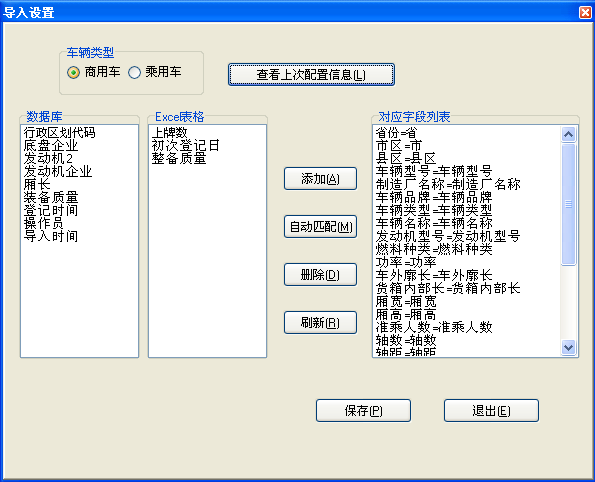 导入设置
车辆类型
商用车
乘用车
查看上次配置信息(L)
数据库
行政区划代码
底盘企业
发动机2
发动机企业
厢长
装备质量
登记时间
操作员
导入时间
Excel表格
上牌数
初次登记日
整备质量
添加(A)
自动匹配(M)
删除(D)
刷新(R)
对应字段列表
省份=省
市区=市
县区=县区
车辆型号=车辆型号
制造厂名称=制造厂名称
车辆品牌=车辆品牌
车辆类型=车辆类型
车辆名称=车辆名称
发动机型号=发动机型号
燃料种类=燃料种类
功率=功率
车外廓长=车外廓长
货箱内部长=货箱内部长
厢宽=厢宽
厢高=厢高
准乘人数=准乘人数
轴数=轴数
轴距=轴距
保存(P)
退出(E)